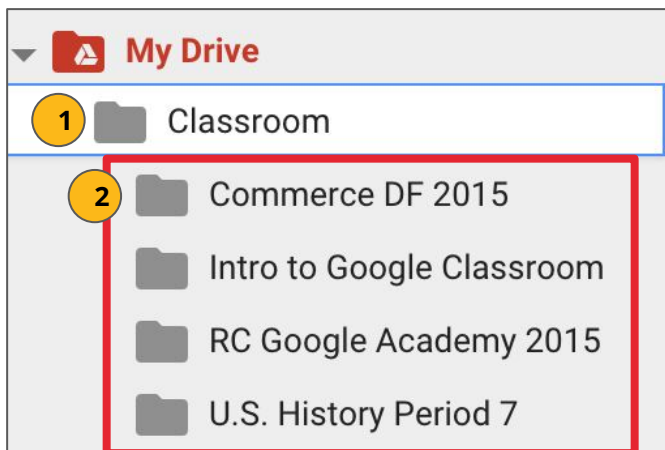 My Drive
1 Classroom
2 Commerce DF 2015
Intro to Google Classroom
RC Google Academy 2015
U.S. History Period 7